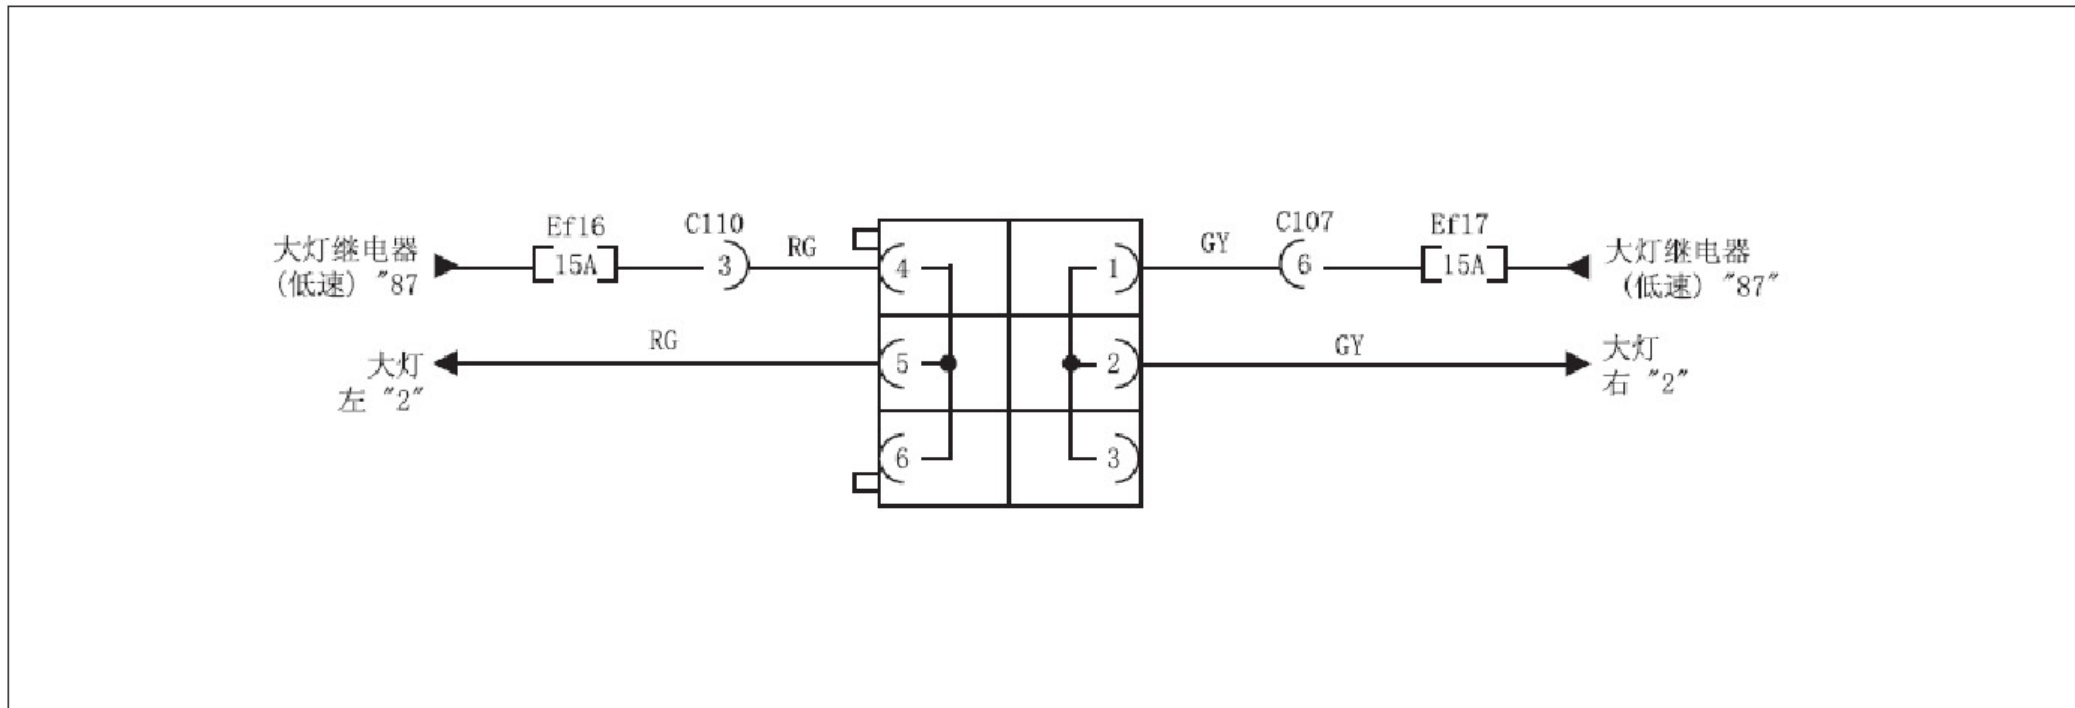 Ef16
C110
大灯继电器
(低速) "87
15A
3
RG
4
1
GY
C107
6
Ef17
15A
大灯继电器
(低速) "87"
大灯
左 "2"
RG
5
2
GY
大灯
右 "2"
6
3